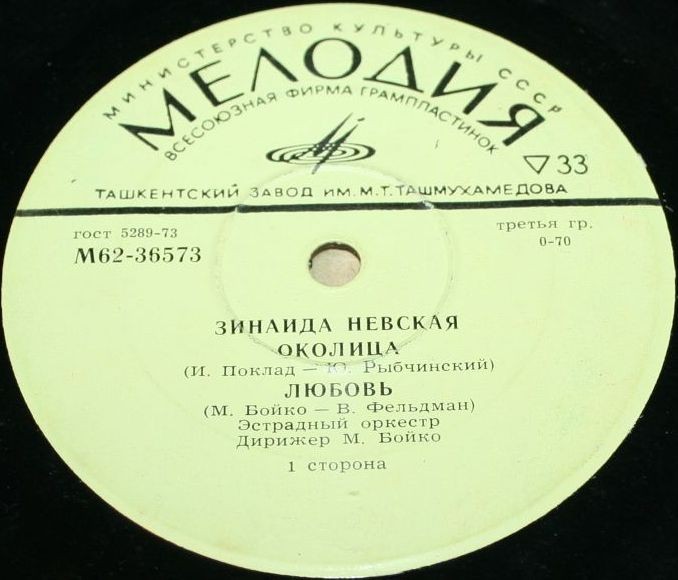 МИНИСТЕРСТВО КУЛЬТУРЫ СССР
МЕЛОДИЯ
ВСЕСОЮЗНАЯ ФИРМА ГРАМПЛАСТИНОК
33
ТАШКЕНТСКИЙ ЗАВОД ИМ. М. Т. ТАШМУХАМЕДОВА
гост 5289-73
третья гр.
М62-36573
0-70
ЗИНАИДА НЕВСКАЯ
ОКОЛИЦА
(И. Поклад — Ю. Рыбчинский)
ЛЮБОВЬ
(М. Бойко — В. Фельдман)
Эстрадный оркестр
Дирижер М. Бойко
1 сторона